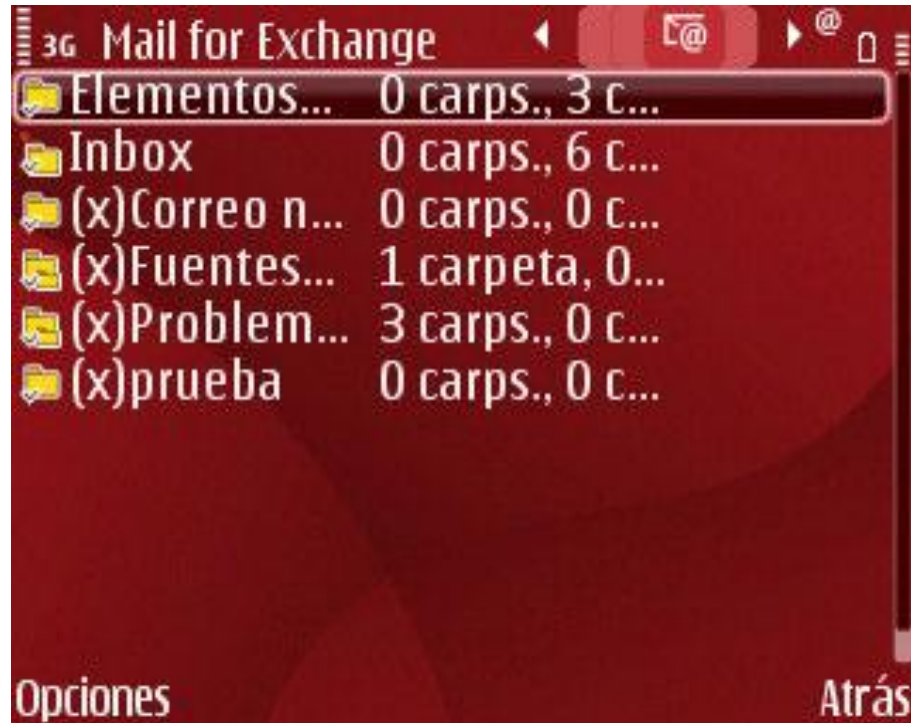 3G Mail for Exchange @ @
Elementos... 0 carps., 3 c...
Inbox 0 carps., 6 c...
(x)Correo n... 0 carps., 0 c...
(x)Fuentes... 1 carpeta, 0...
(x)Problem... 3 carps., 0 c...
(x)prueba 0 carps., 0 c...
Opciones Atrás